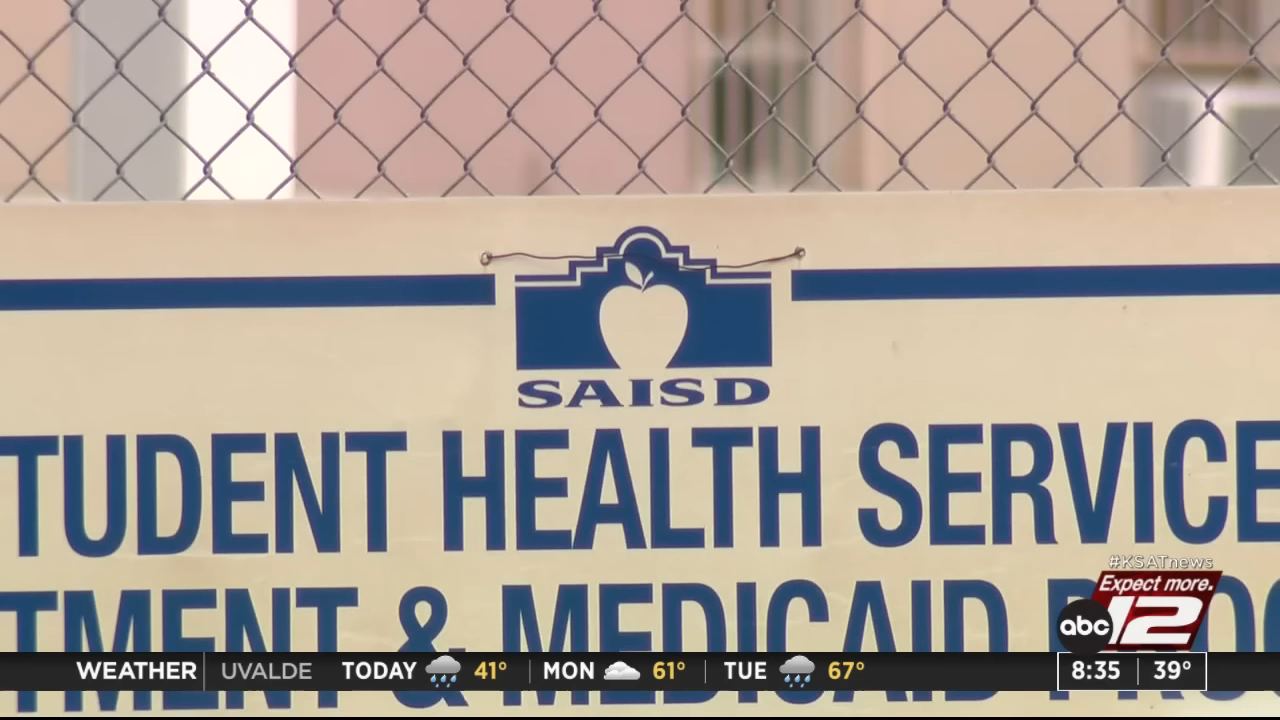 SAISD
TUDENT HEALTH SERVICE
TMENT & MEDICAID PROG
#KSATnews
Expect more.
abc 12
WEATHER UVALDE TODAY 41° MON 61° TUE 67° 8:35 39°